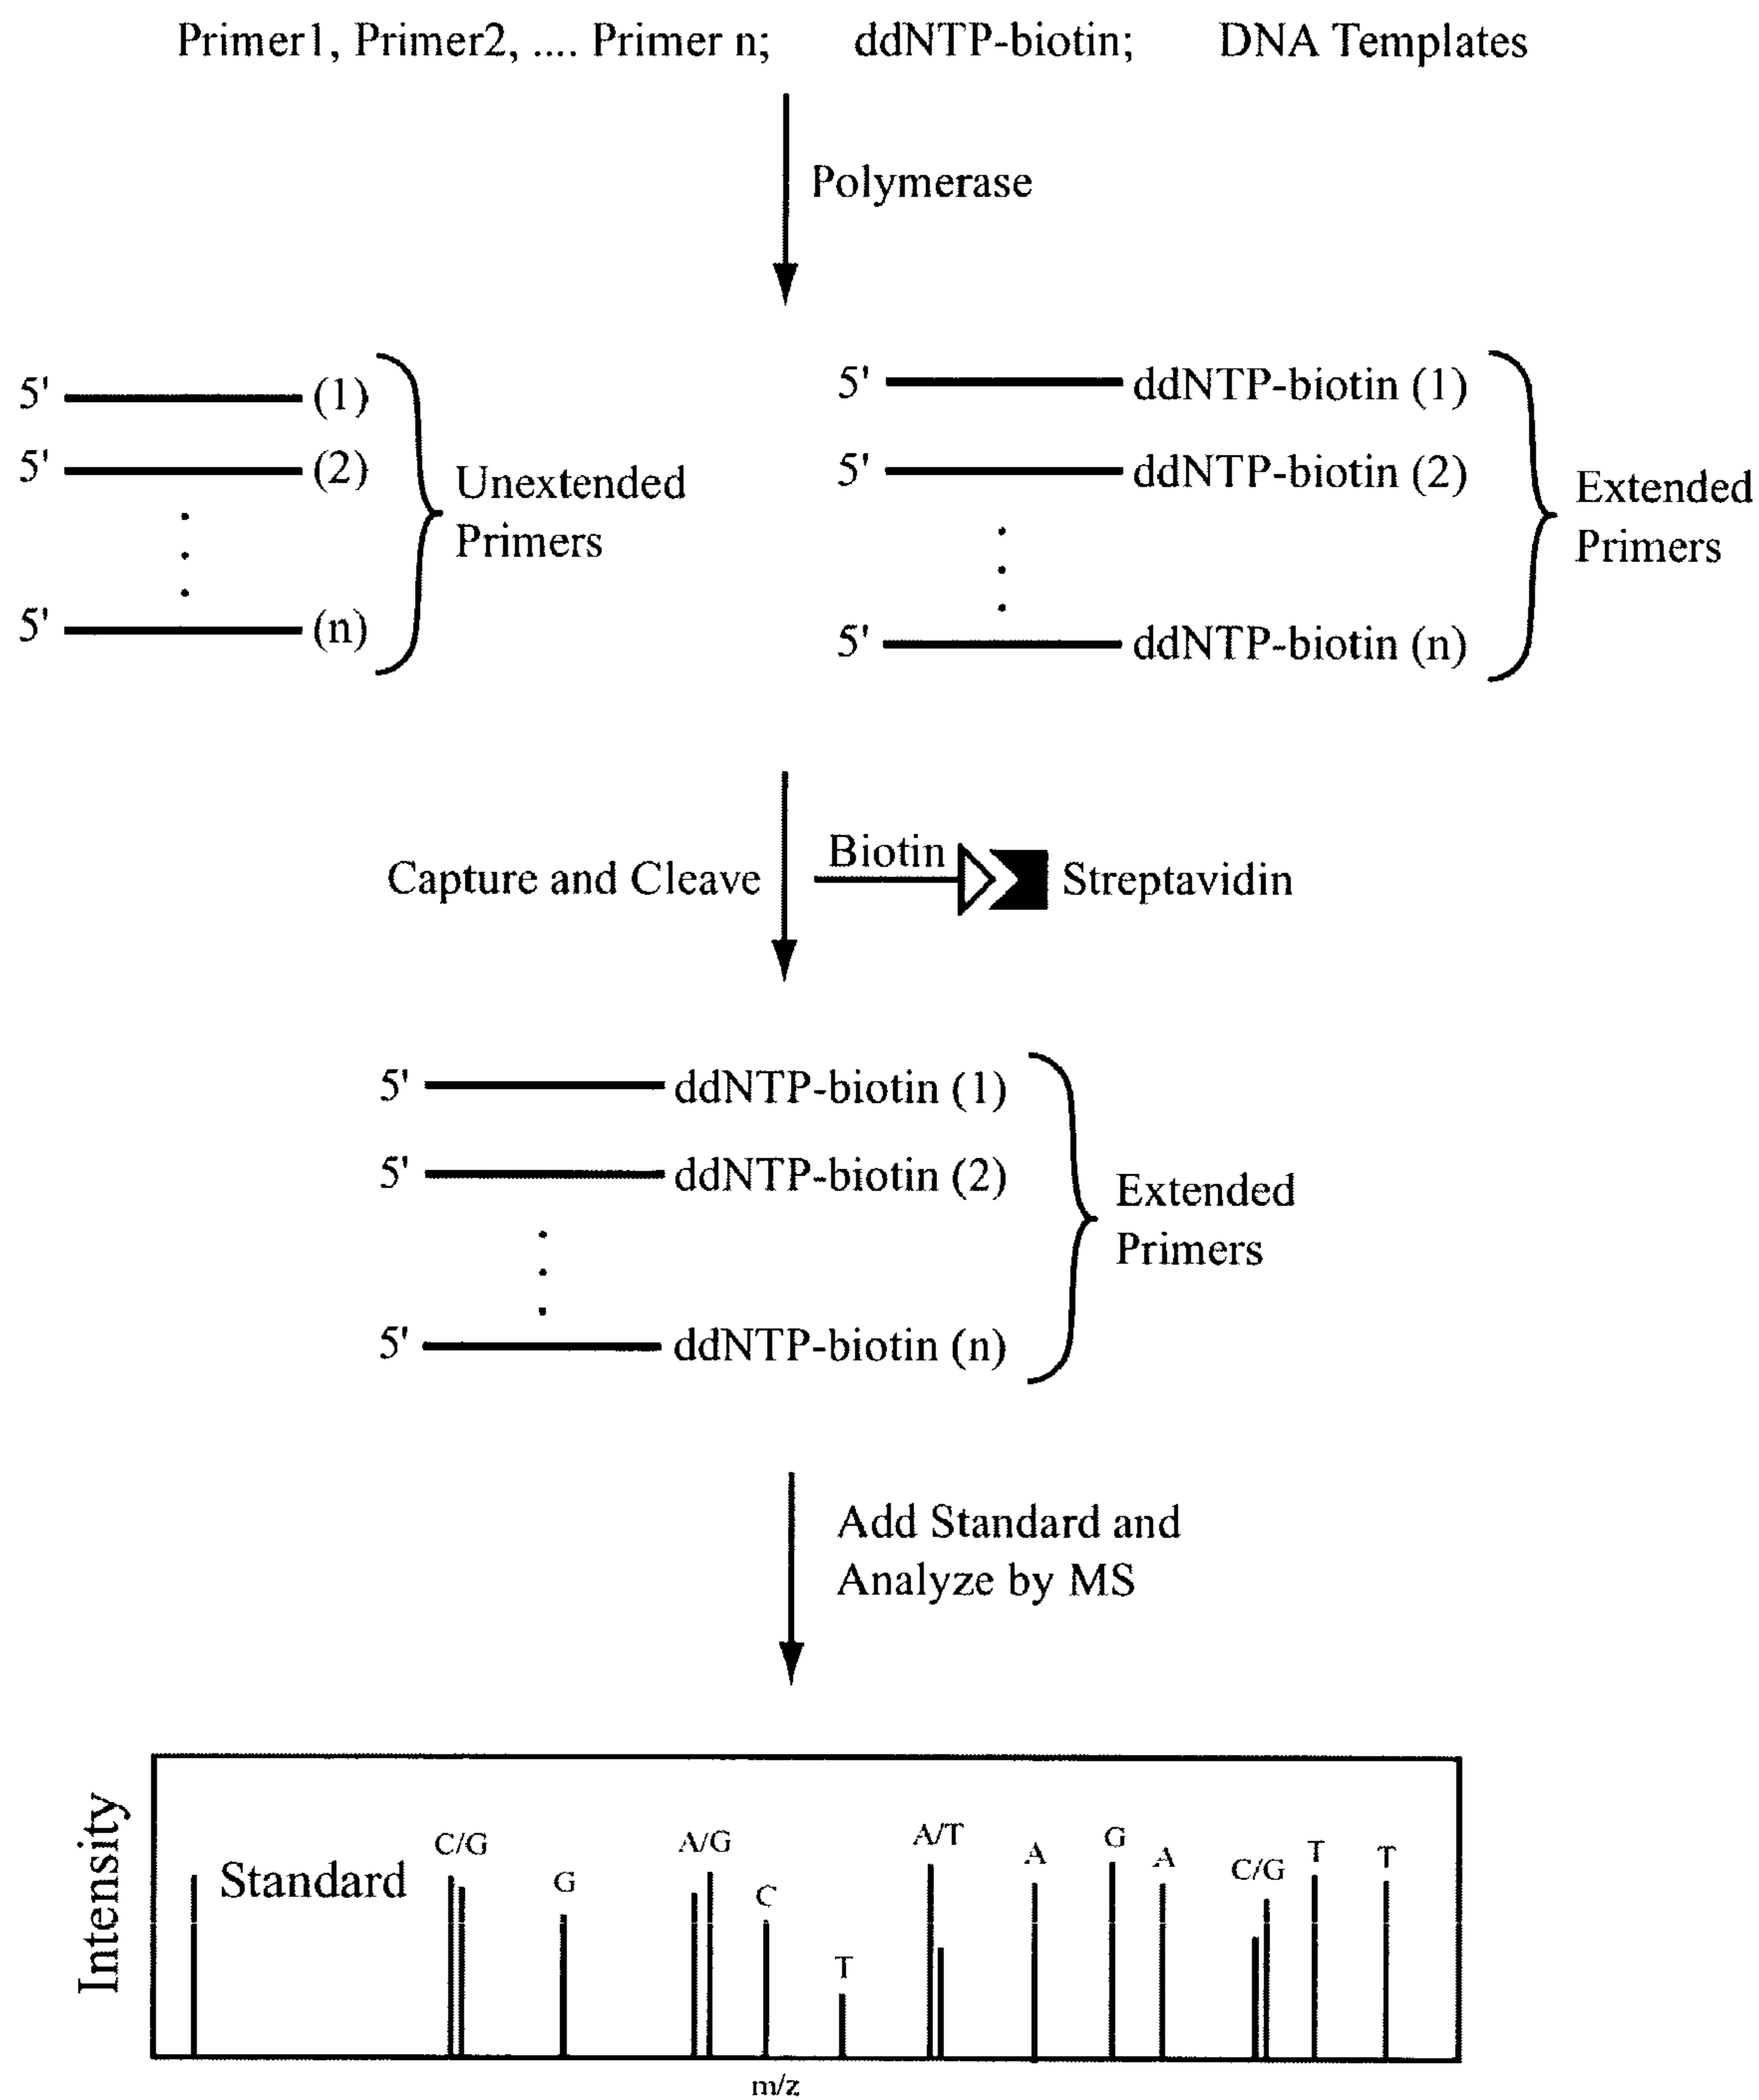 Primer1, Primer2, .... Primer n; ddNTP-biotin; DNA Templates
Polymerase
5' (1)
5' (2)
5' (n)
Unextended
Primers
5' ddNTP-biotin (1)
5' ddNTP-biotin (2)
5' ddNTP-biotin (n)
Extended
Primers
Capture and Cleave
Biotin
Streptavidin
5' ddNTP-biotin (1)
5' ddNTP-biotin (2)
5' ddNTP-biotin (n)
Extended
Primers
Add Standard and
Analyze by MS
Intensity
Standard
C/G
G
A/G
C
T
A/T
A
G
A
C/G
T
T
m/z